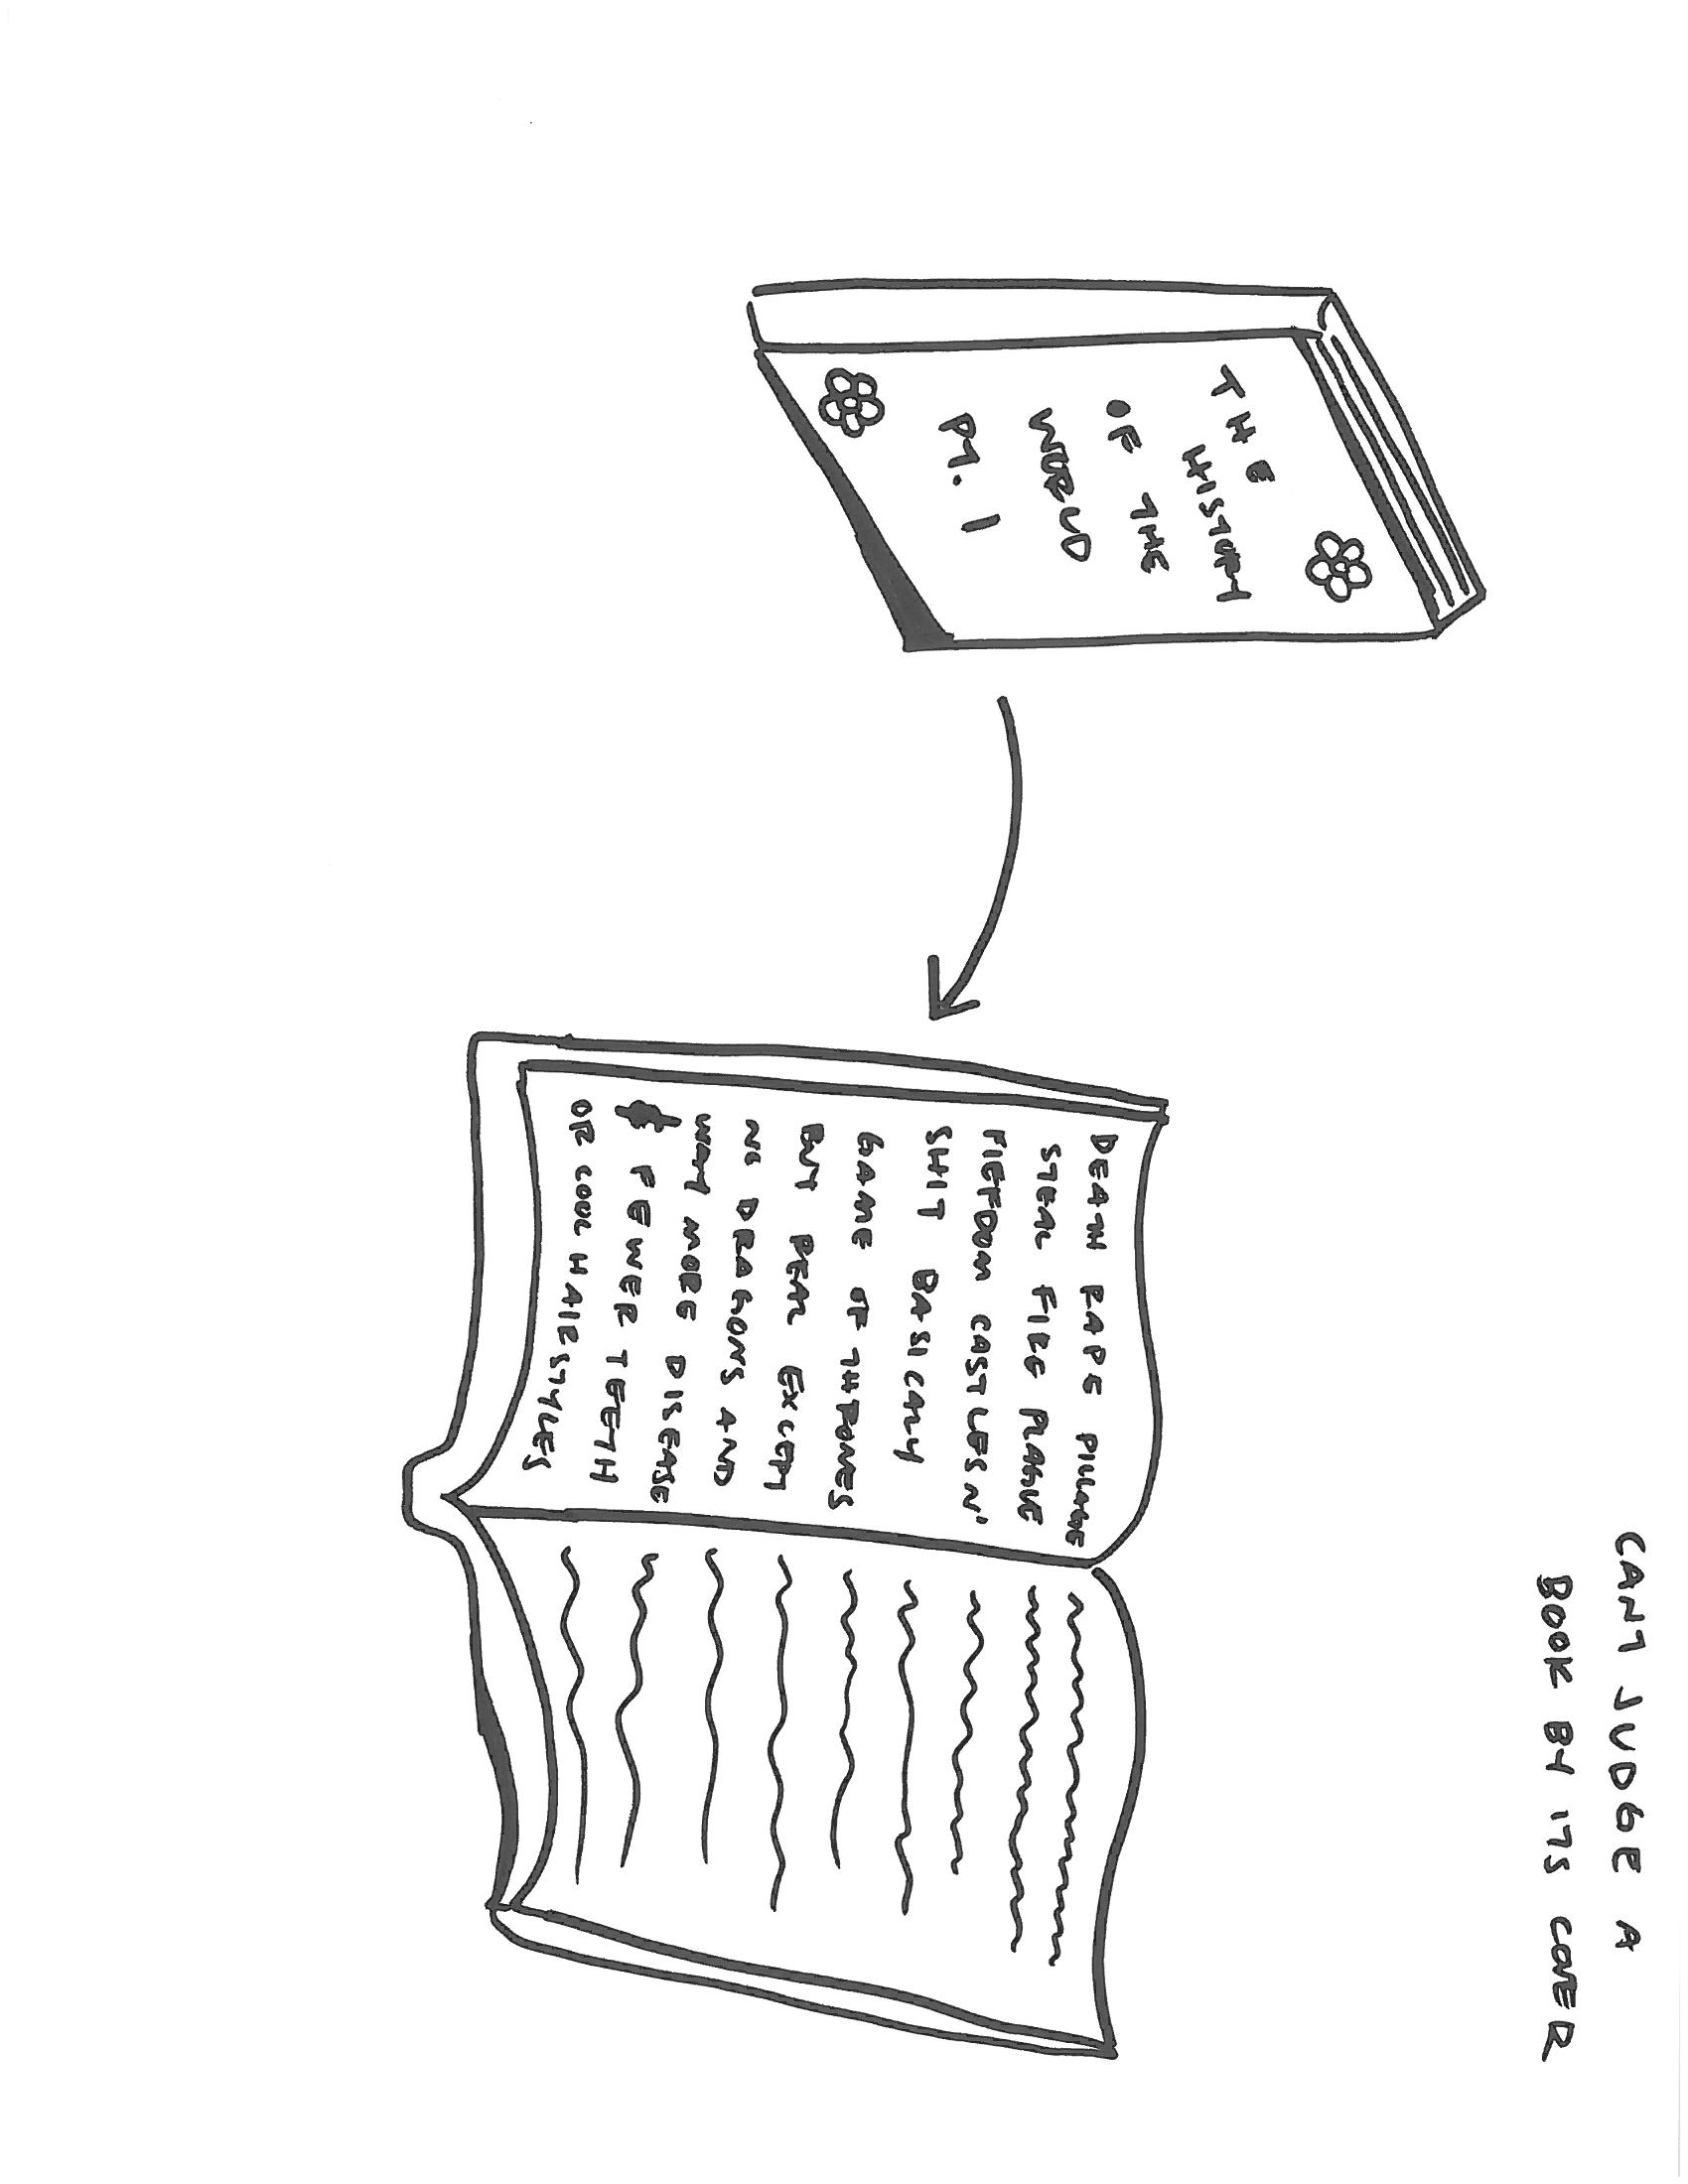 CANT JUDGE A
BOOK BY ITS COVER
THE
HISTORY
OF THE
WORLD
PT. 1
DEATH RAPE PILLAGE
STEAL FIRE PLAGUE
FIEFDOM CASTLES N'
SHIT BASICALLY
GAME OF THRONES
BUT REAL EXCEPT
NO DRAGONS AND
WAY MORE DISEASE
& FEWER TEETH
OR COOL HAIRSTYLES